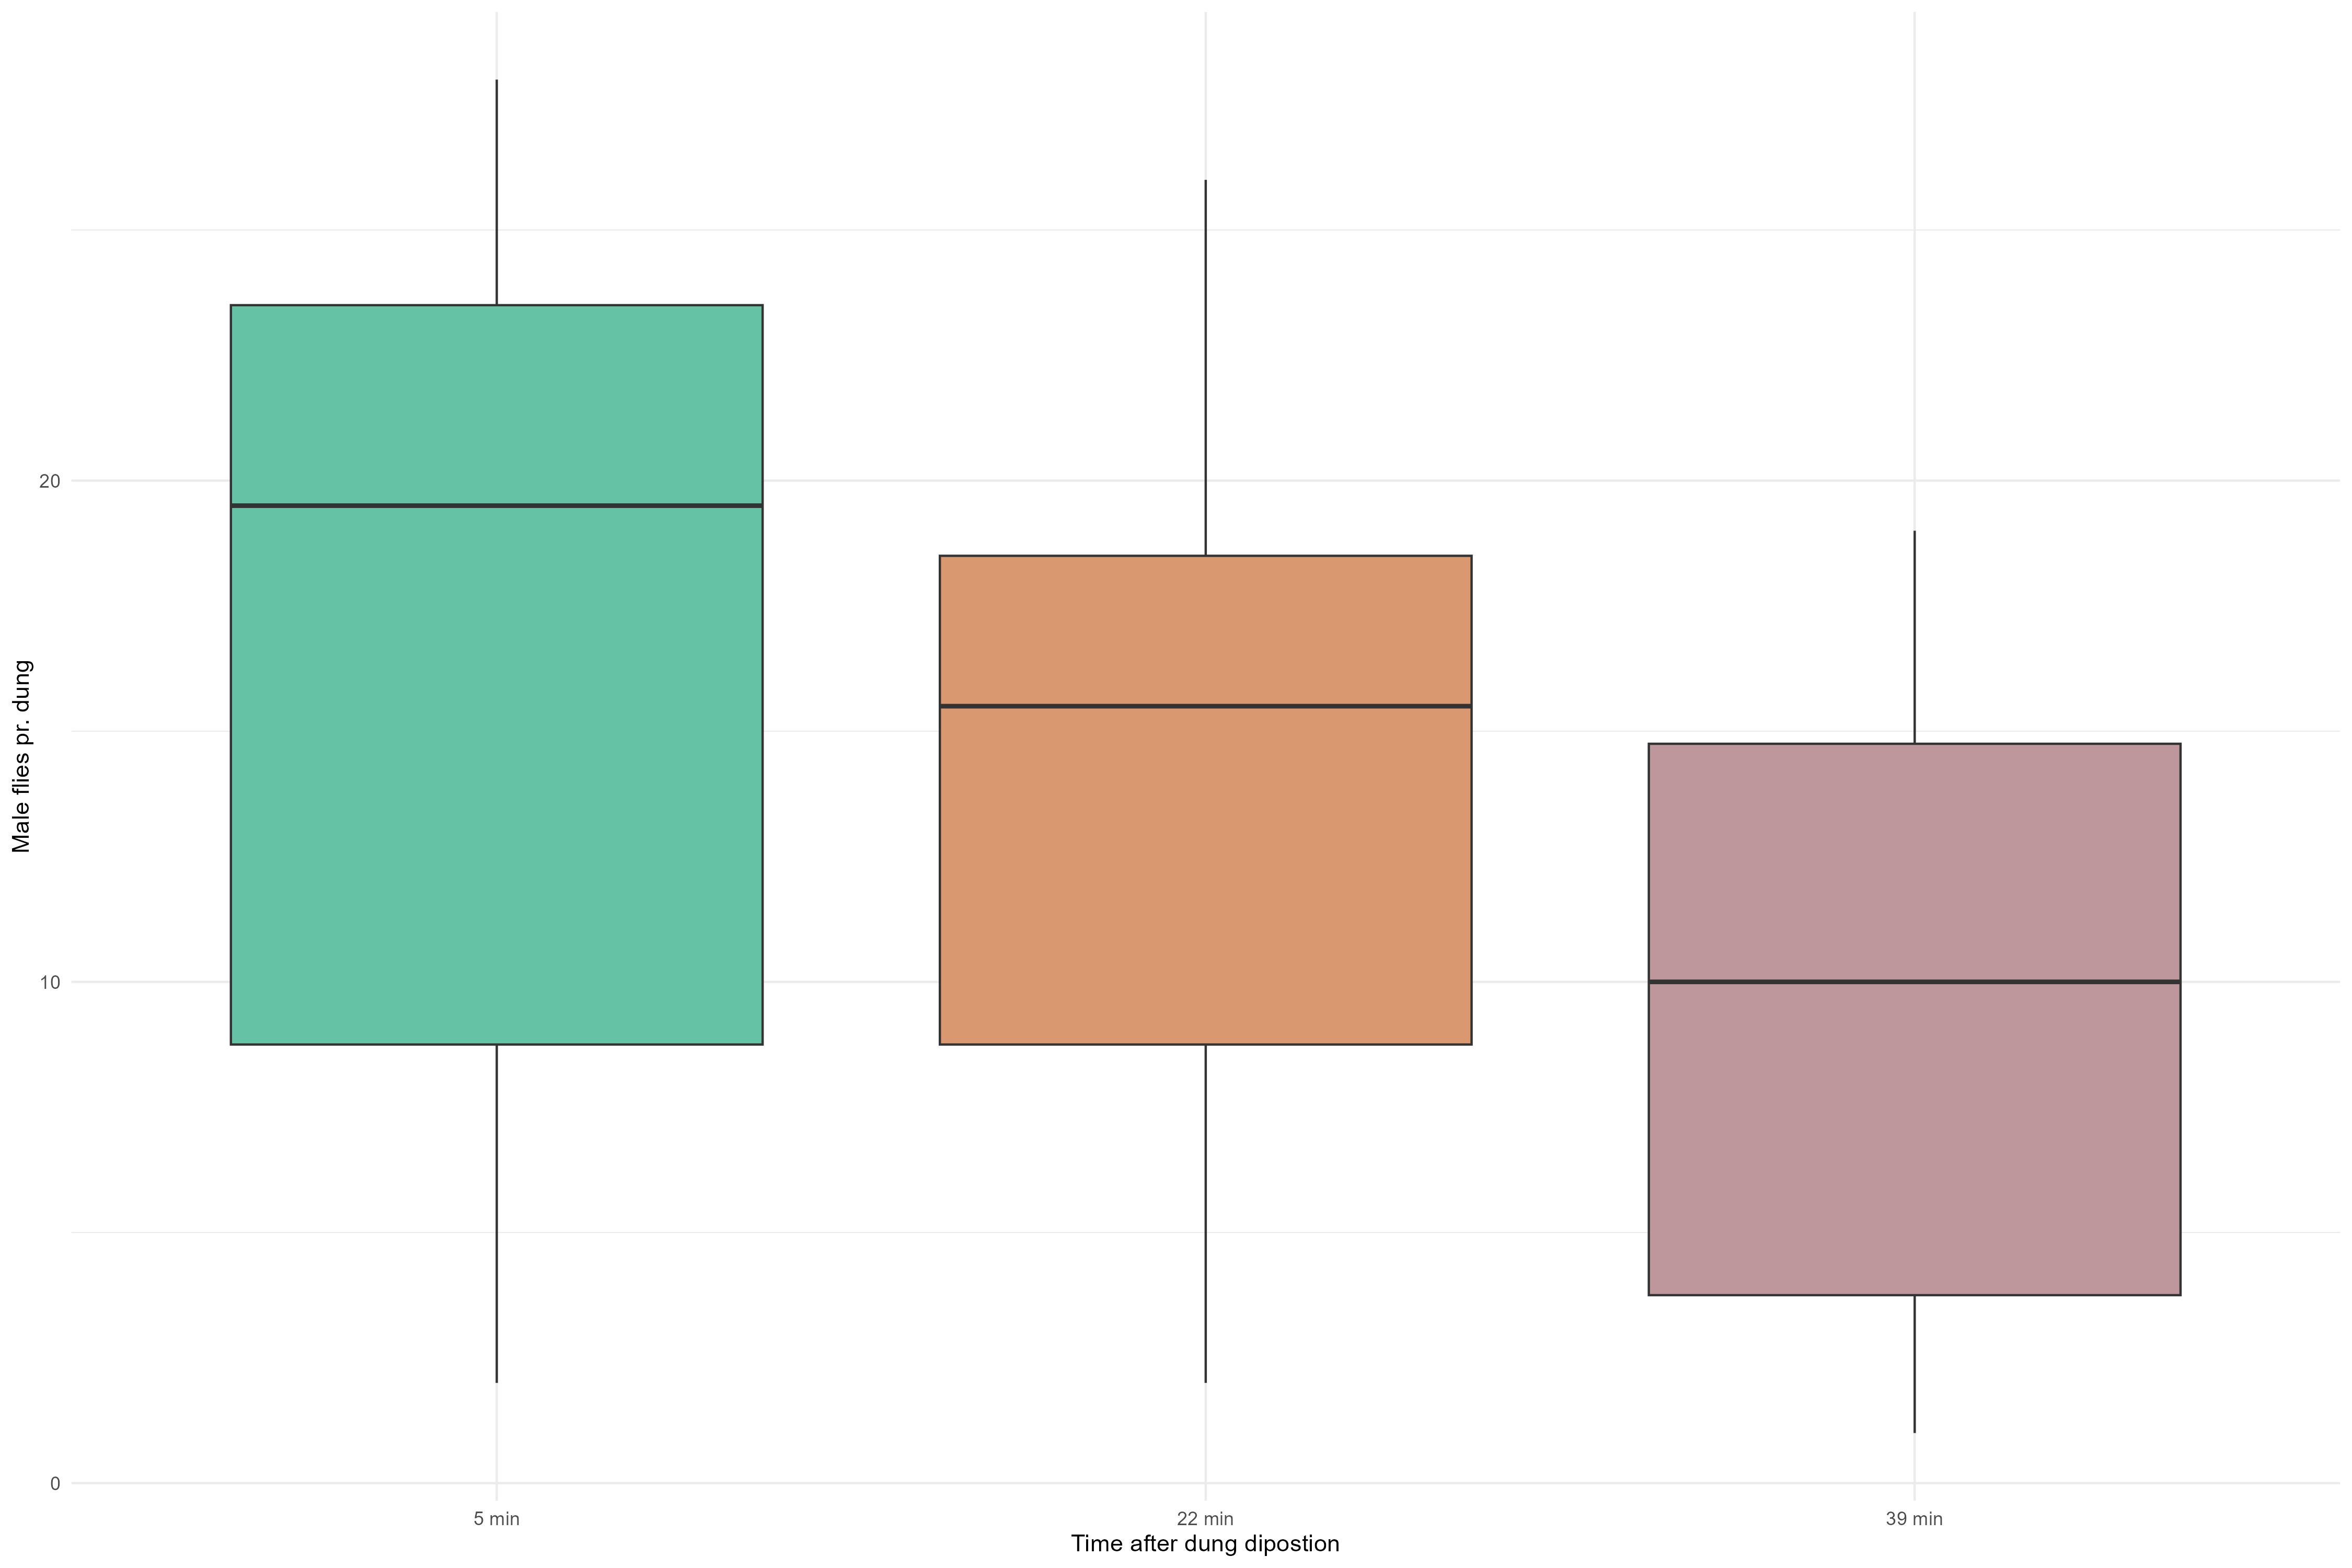 Male flies pr. dung
20
10
0
5 min
22 min
39 min
Time after dung dipostion